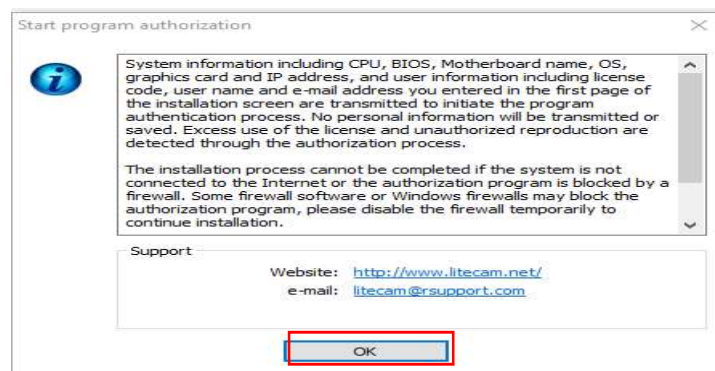 Start program authorization
System information including CPU, BIOS, Motherboard name, OS,
graphics card and IP address, and user information including license
code, user name and e-mail address you entered in the first page of
the installation screen are transmitted to initiate the program
authentication process. No personal information will be transmitted or
saved. Excess use of the license and unauthorized reproduction are
detected through the authorization process.
The installation process cannot be completed if the system is not
connected to the Internet or the authorization program is blocked by a
firewall. Some firewall software or Windows firewalls may block the
authorization program, please disable the firewall temporarily to
continue installation.
Support
Website: http://www.litecam.net/
e-mail: litecam@rsupport.com
OK